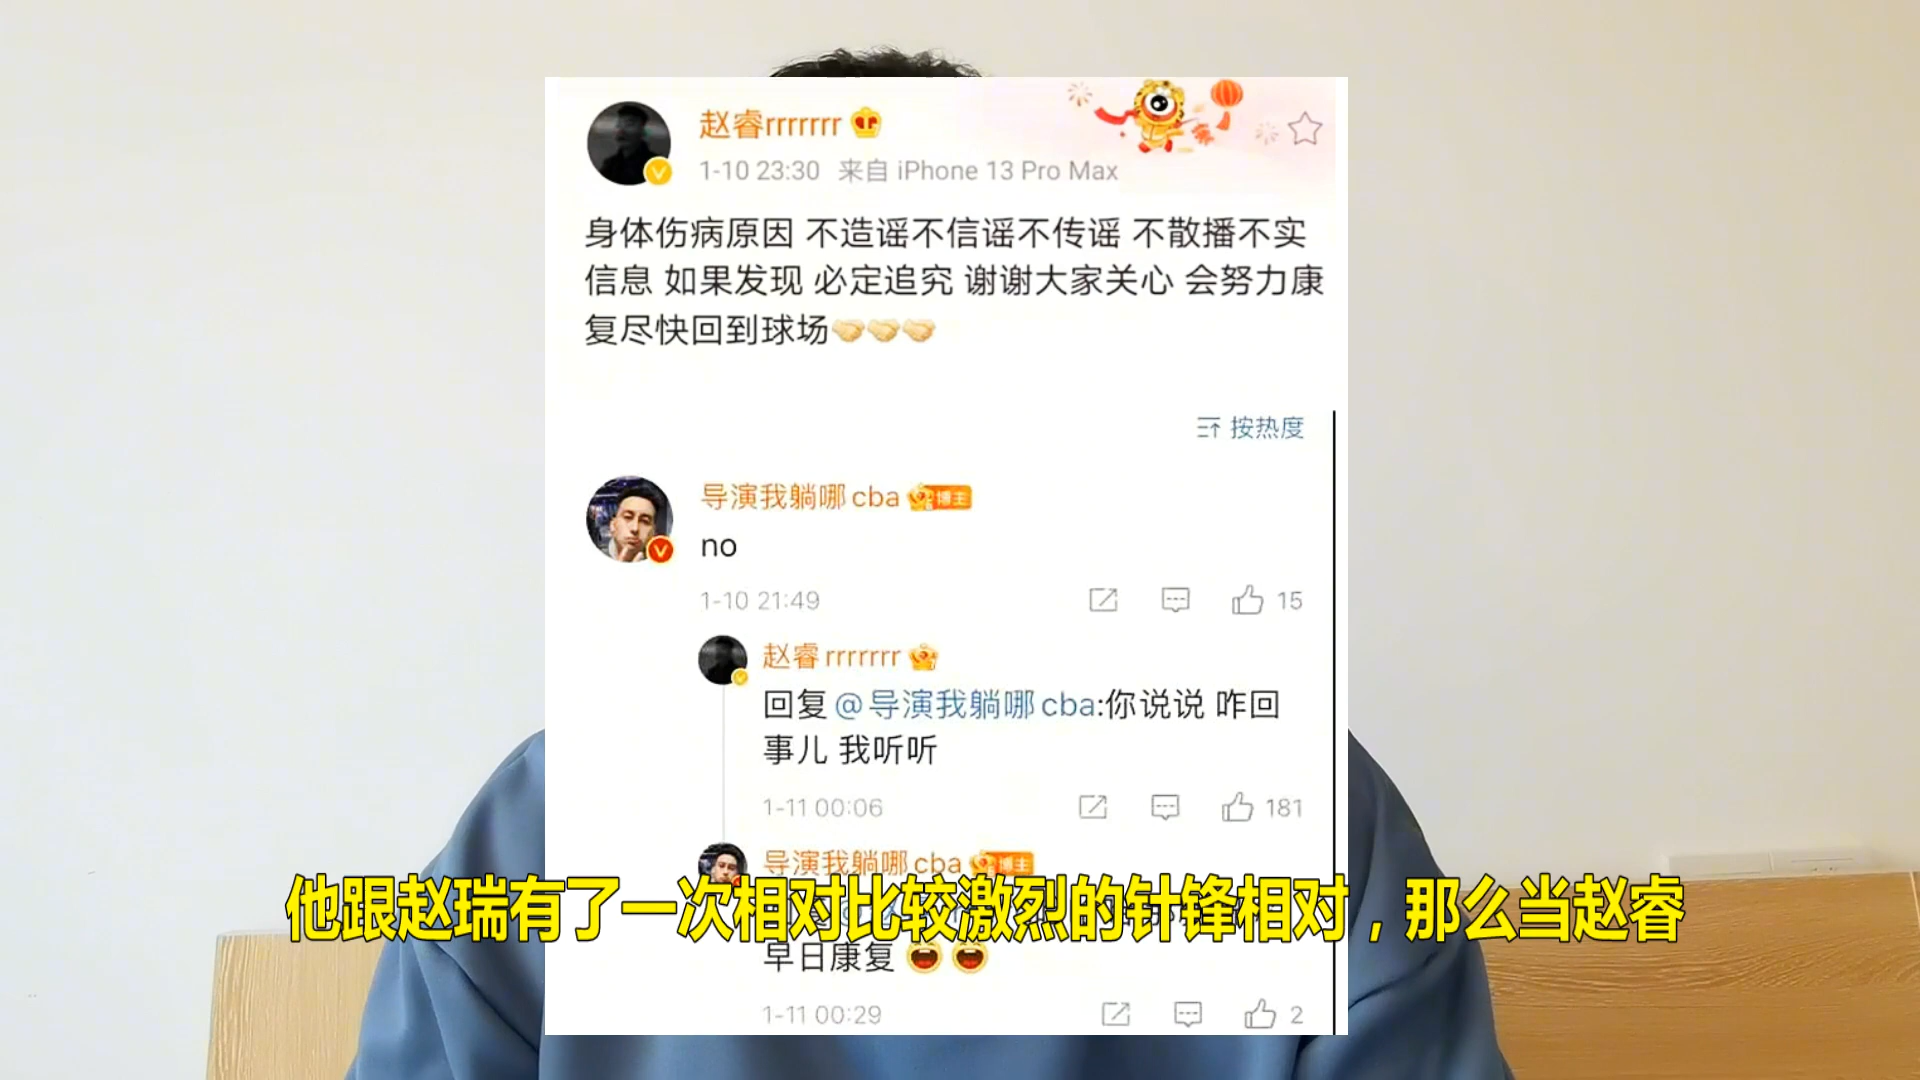 赵睿rrrrrrr
1-10 23:30 来自 iPhone 13 Pro Max
身体伤病原因 不造谣不信谣不传谣 不散播不实
信息 如果发现 必定追究 谢谢大家关心 会努力康
复尽快回到球场
按热度
导演我躺哪cba 博主
no
1-10 21:49
15
赵睿rrrrrrr
回复@导演我躺哪cba:你说说 咋回
事儿 我听听
1-11 00:06
181
导演我躺哪cba 博主
他跟赵瑞有了一次相对比较激烈的针锋相对，那么当赵睿
早日康复
1-11 00:29
2